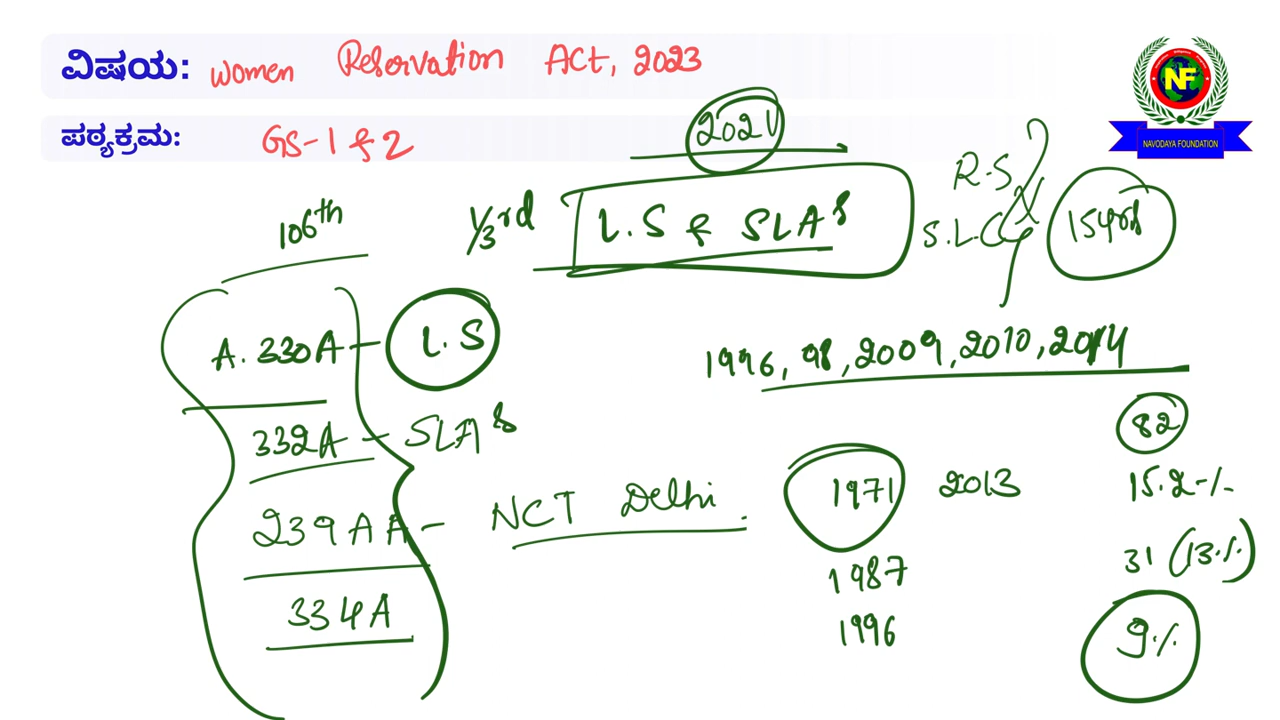 ವಿಷಯ: Women Reservation Act, 2023
NF
NAVODAYA FOUNDATION
ಪಠ್ಯಕ್ರಮ: GS-1 & 2
2021
106th
1/3rd L.S & SLAs
R.S
S.L.C
15yrs
A. 330A - L.S
1996, 98, 2009, 2010, 2014
332A - SLAs
82
1971 2013 15.2%
239AA - NCT Delhi
1987 31 (13%)
334A
1996 9%